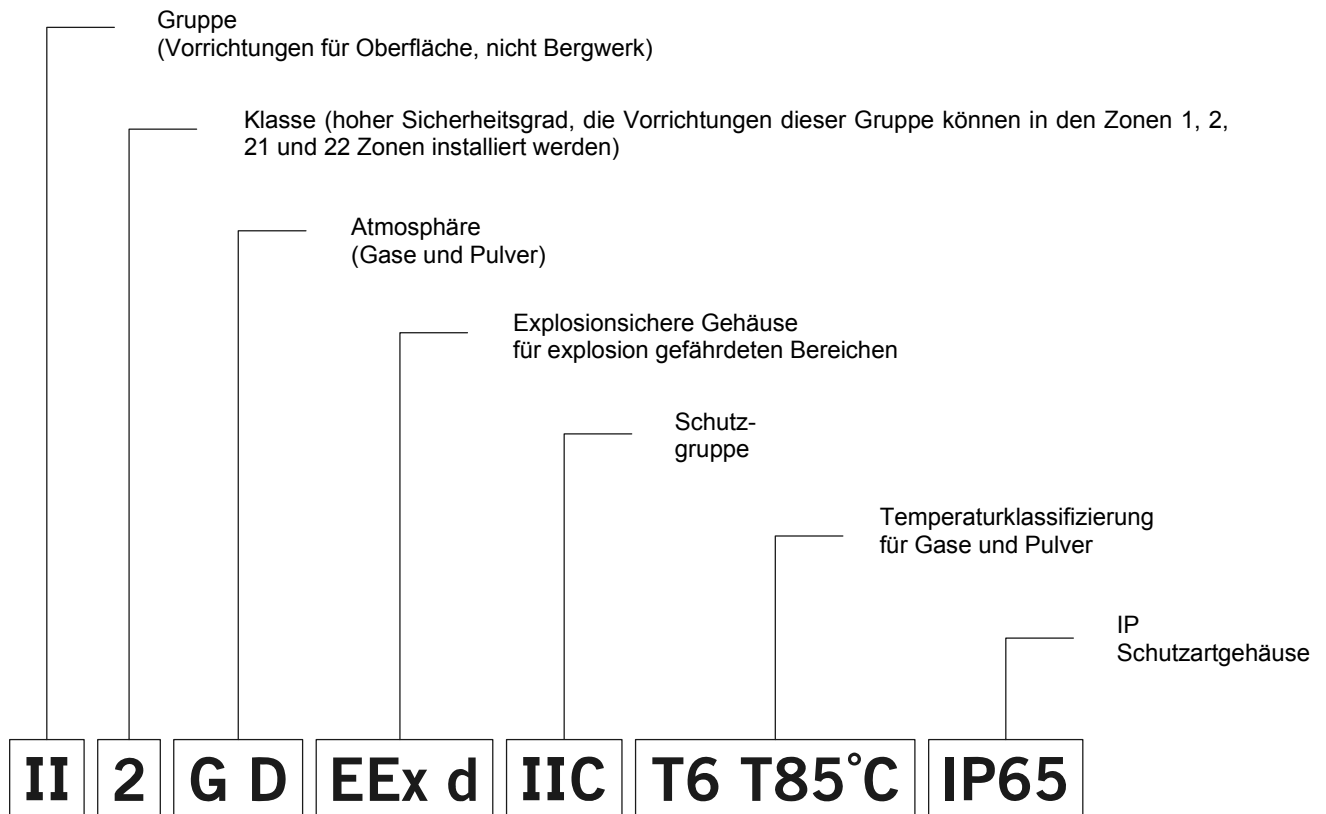 Gruppe
(Vorrichtungen für Oberfläche, nicht Bergwerk)
Klasse (hoher Sicherheitsgrad, die Vorrichtungen dieser Gruppe können in den Zonen 1, 2,
21 und 22 Zonen installiert werden)
Atmosphäre
(Gase und Pulver)
Explosionsichere Gehäuse
für explosion gefährdeten Bereichen
Schutz-
gruppe
Temperaturklassifizierung
für Gase und Pulver
IP
Schutzartgehäuse
II 2 G D EEx d IIC T6 T85°C IP65